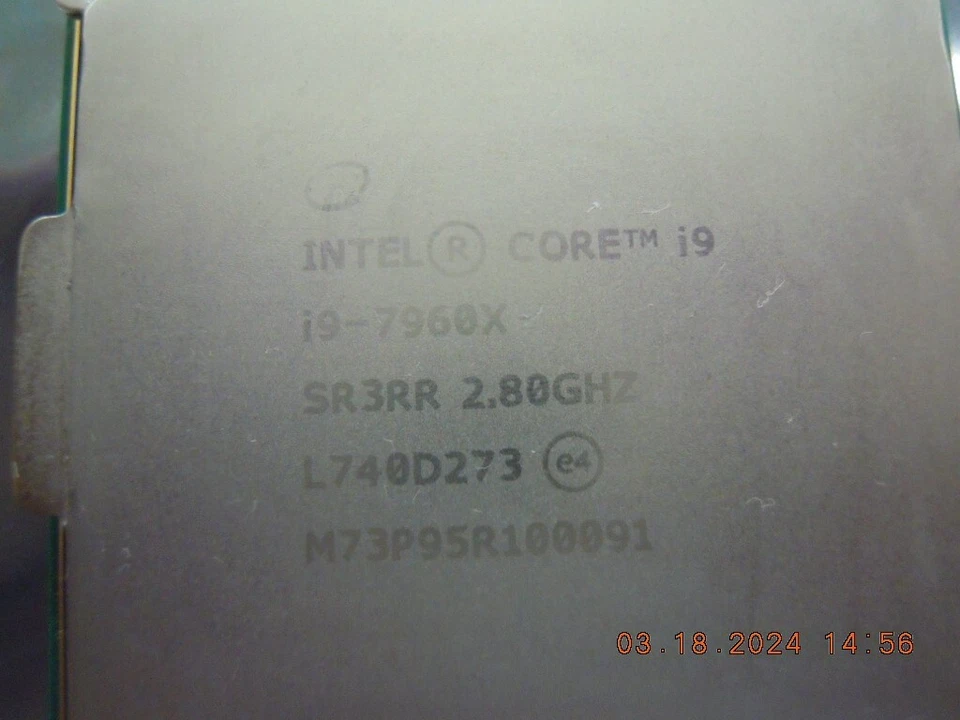 INTEL® CORE™ i9
i9-7960X
SR3RR 2.80GHZ
L740D273 e4
M73P95R100091
03.18.2024 14:56